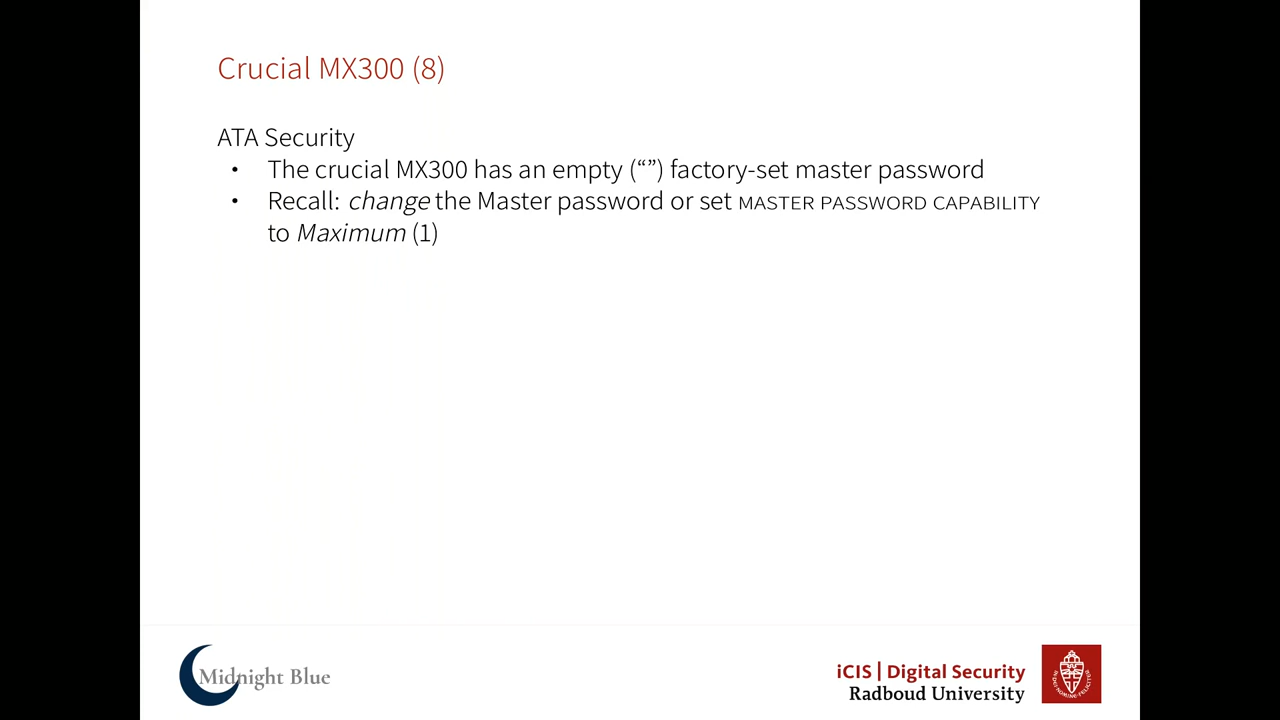 Crucial MX300 (8)
ATA Security
• The crucial MX300 has an empty (“”) factory-set master password
• Recall: change the Master password or set MASTER PASSWORD CAPABILITY
to Maximum (1)
Midnight Blue
iCIS | Digital Security
Radboud University